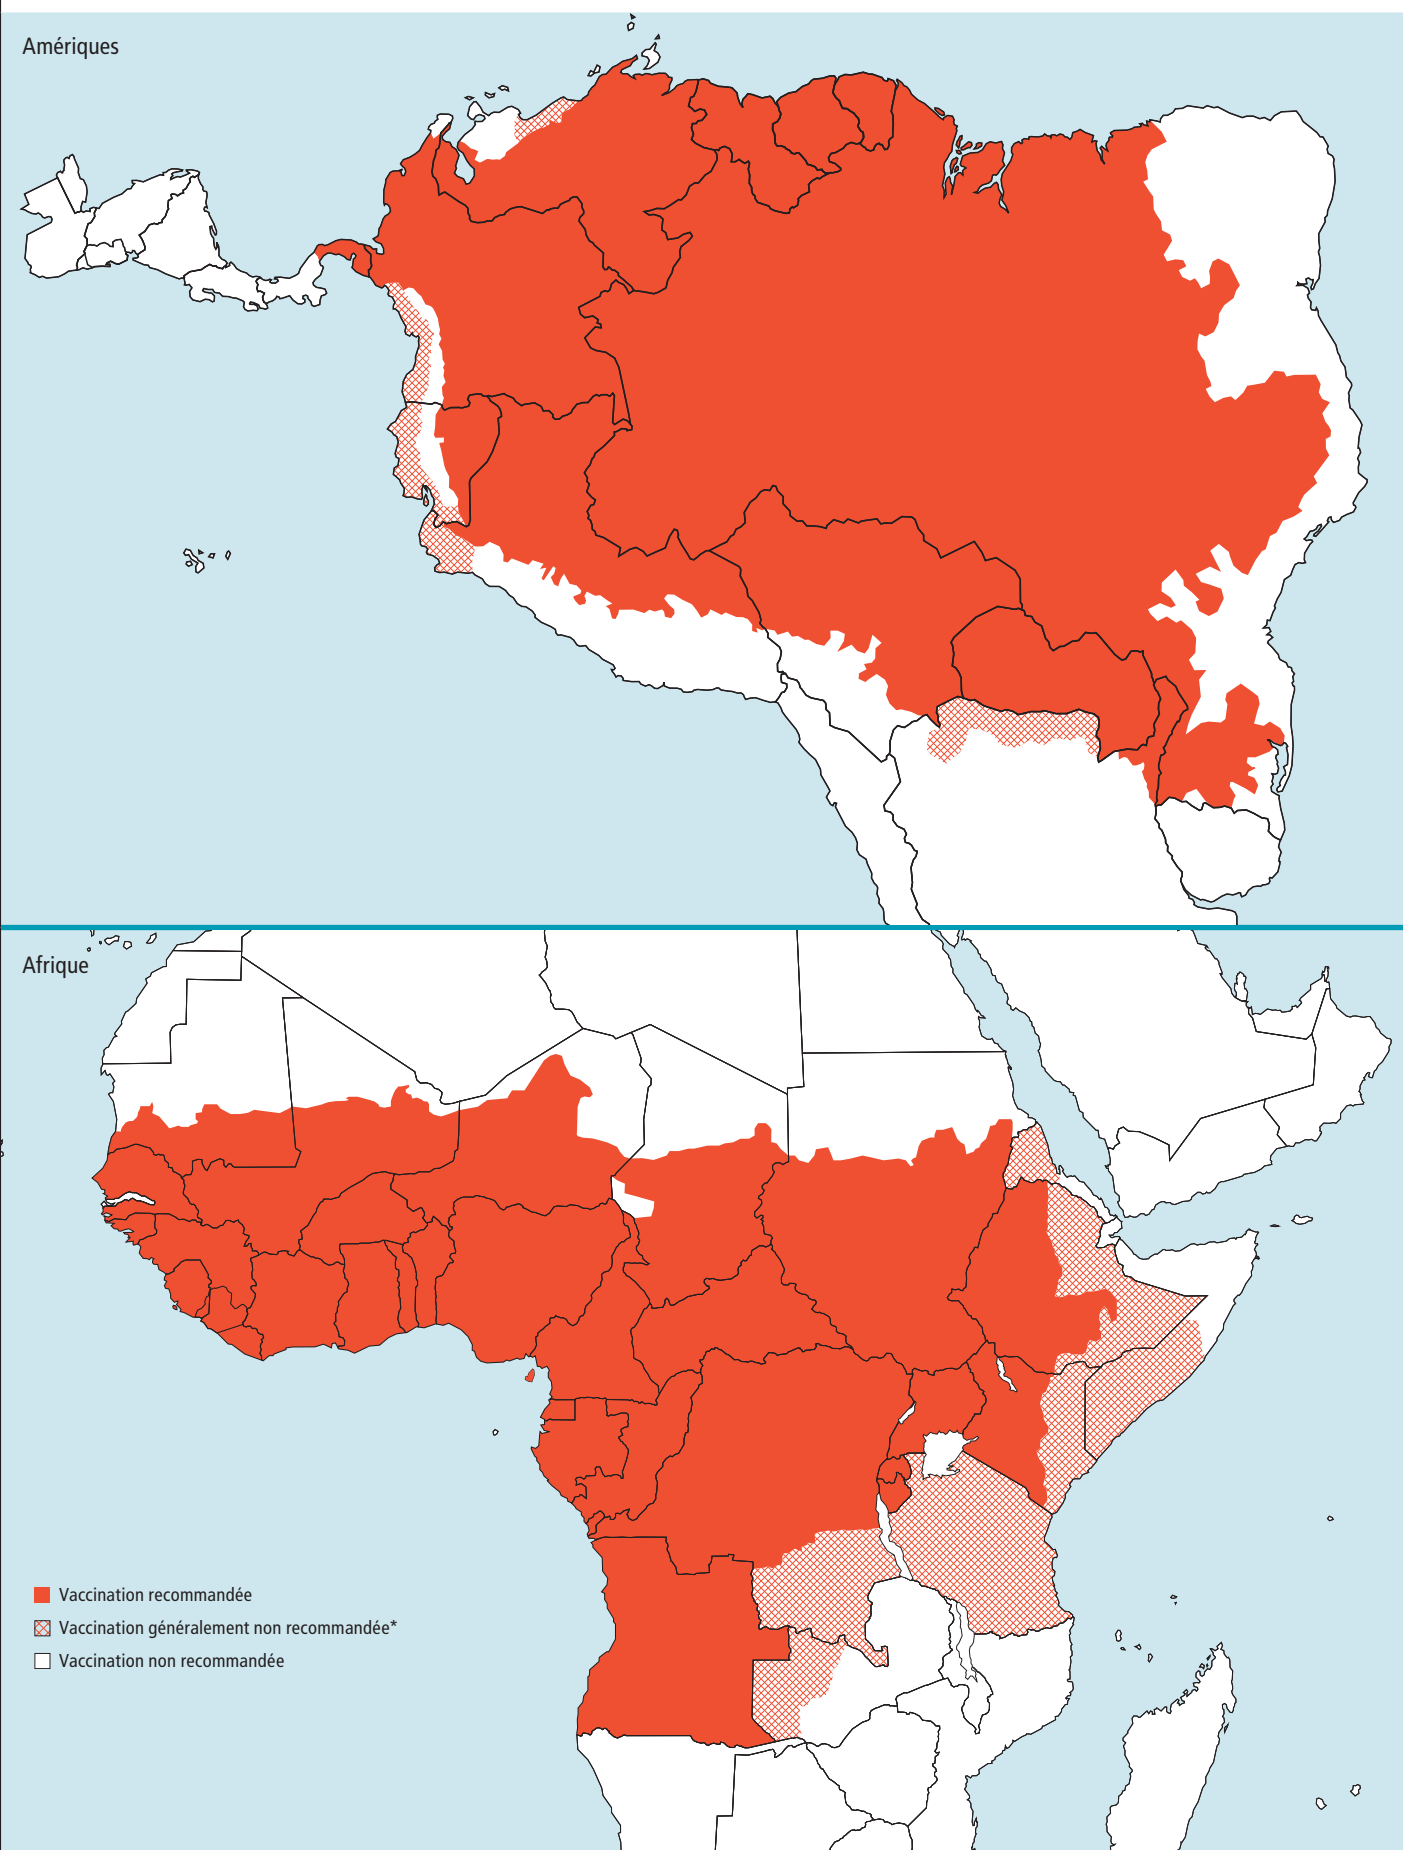 Amériques
Afrique
Vaccination recommandée
Vaccination généralement non recommandée*
Vaccination non recommandée